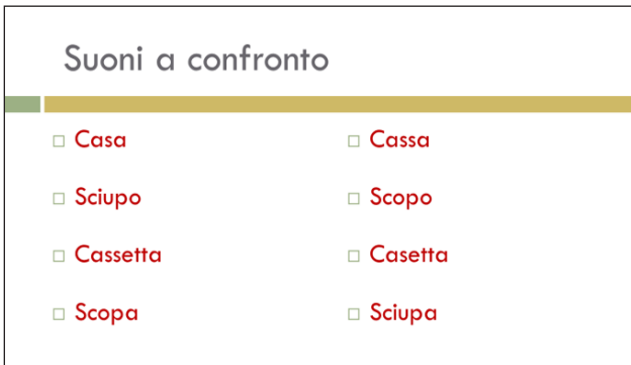 Suoni a confronto
Casa
Cassa
Sciupo
Scopo
Cassetta
Casetta
Scopa
Sciupa